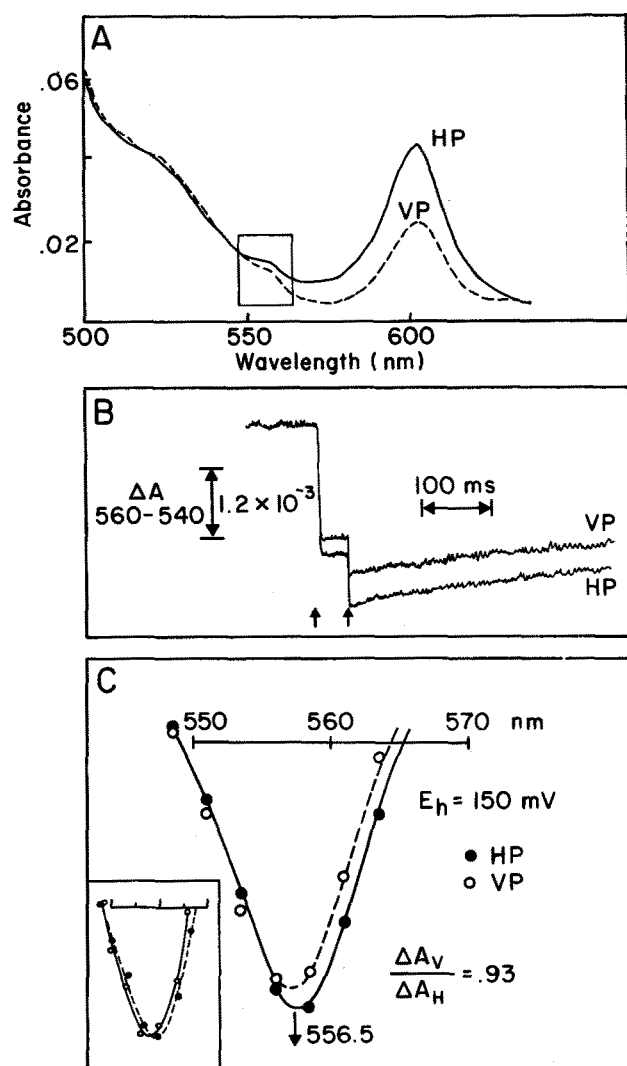 A
Absorbance
.06
.02
HP
VP
500
550
600
Wavelength (nm)
B
ΔA
560-540
1.2 × 10⁻³
100 ms
VP
HP
C
550
560
570
nm
Eₕ = 150 mV
● HP
○ VP
ΔAᵥ
ΔA_H
=.93
556.5